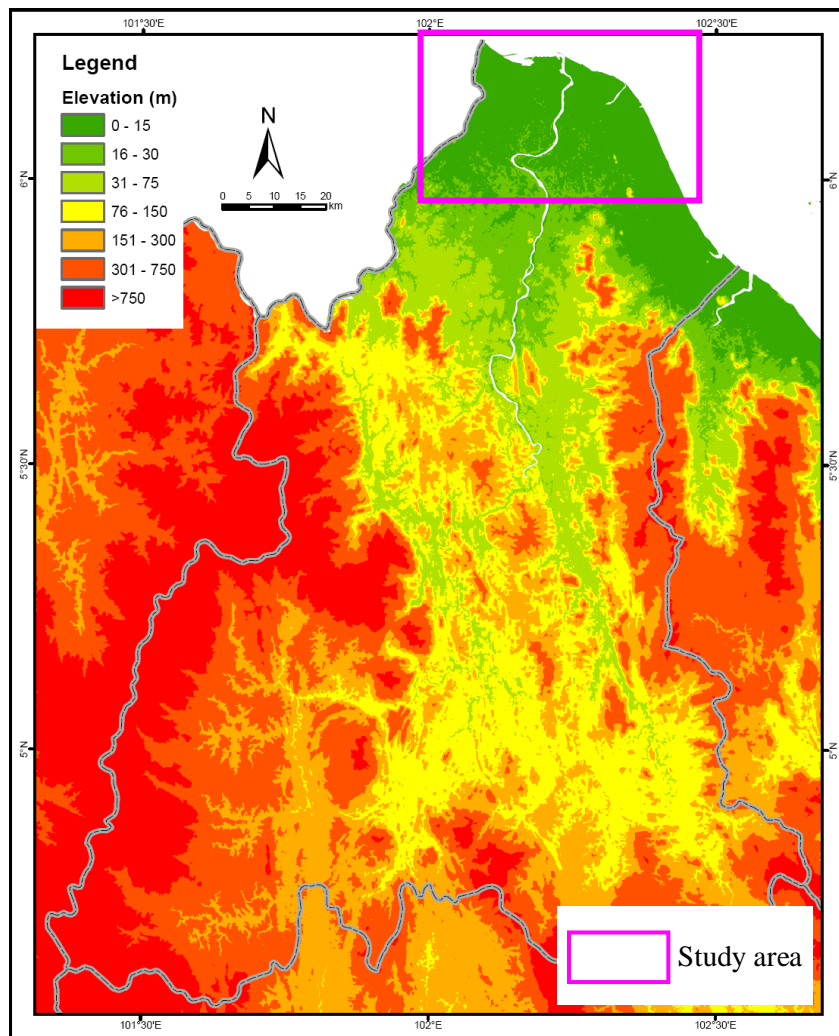 101°30'E 102°E 102°30'E
Legend
Elevation (m)
0 - 15
16 - 30
31 - 75
76 - 150
151 - 300
301 - 750
>750
N
0 5 10 15 20
km
6°N 6°N
5°30'N 5°30'N
5°N 5°N
Study area
101°30'E 102°E 102°30'E